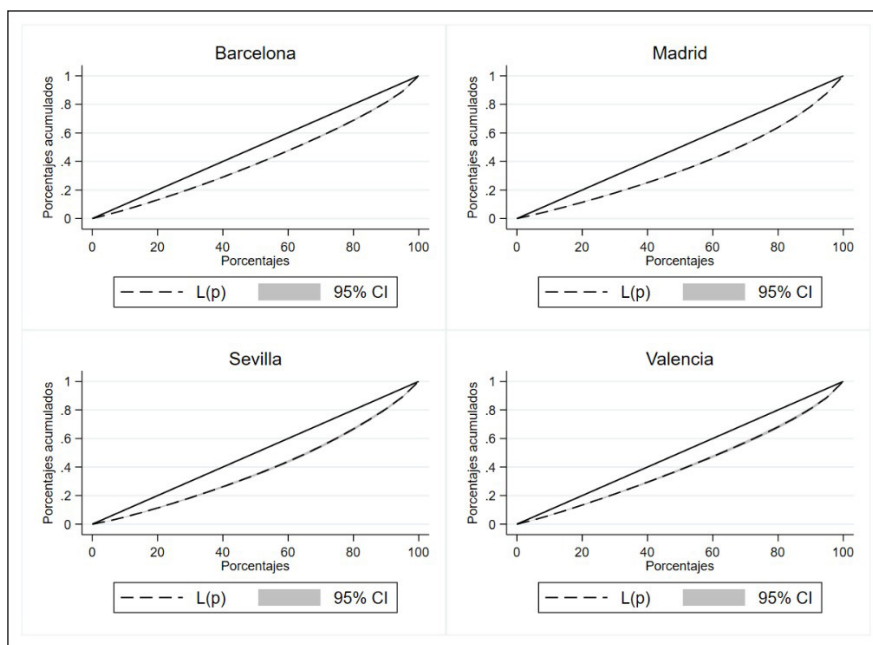 Barcelona
Porcentajes acumulados
1
.8
.6
.4
.2
0
0 20 40 60 80 100
Porcentajes
L(p) 95% CI
Madrid
Porcentajes acumulados
1
.8
.6
.4
.2
0
0 20 40 60 80 100
Porcentajes
L(p) 95% CI
Sevilla
Porcentajes acumulados
1
.8
.6
.4
.2
0
0 20 40 60 80 100
Porcentajes
L(p) 95% CI
Valencia
Porcentajes acumulados
1
.8
.6
.4
.2
0
0 20 40 60 80 100
Porcentajes
L(p) 95% CI